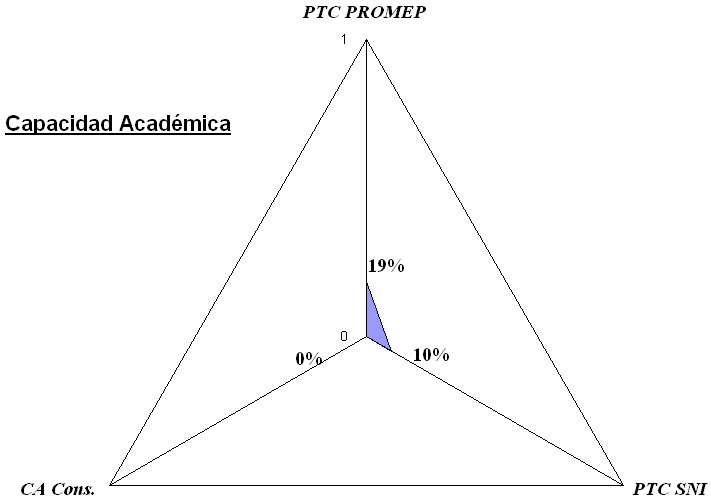 PTC PROMEP
1
Capacidad Académica
19%
0
0%
10%
CA Cons.
PTC SNI